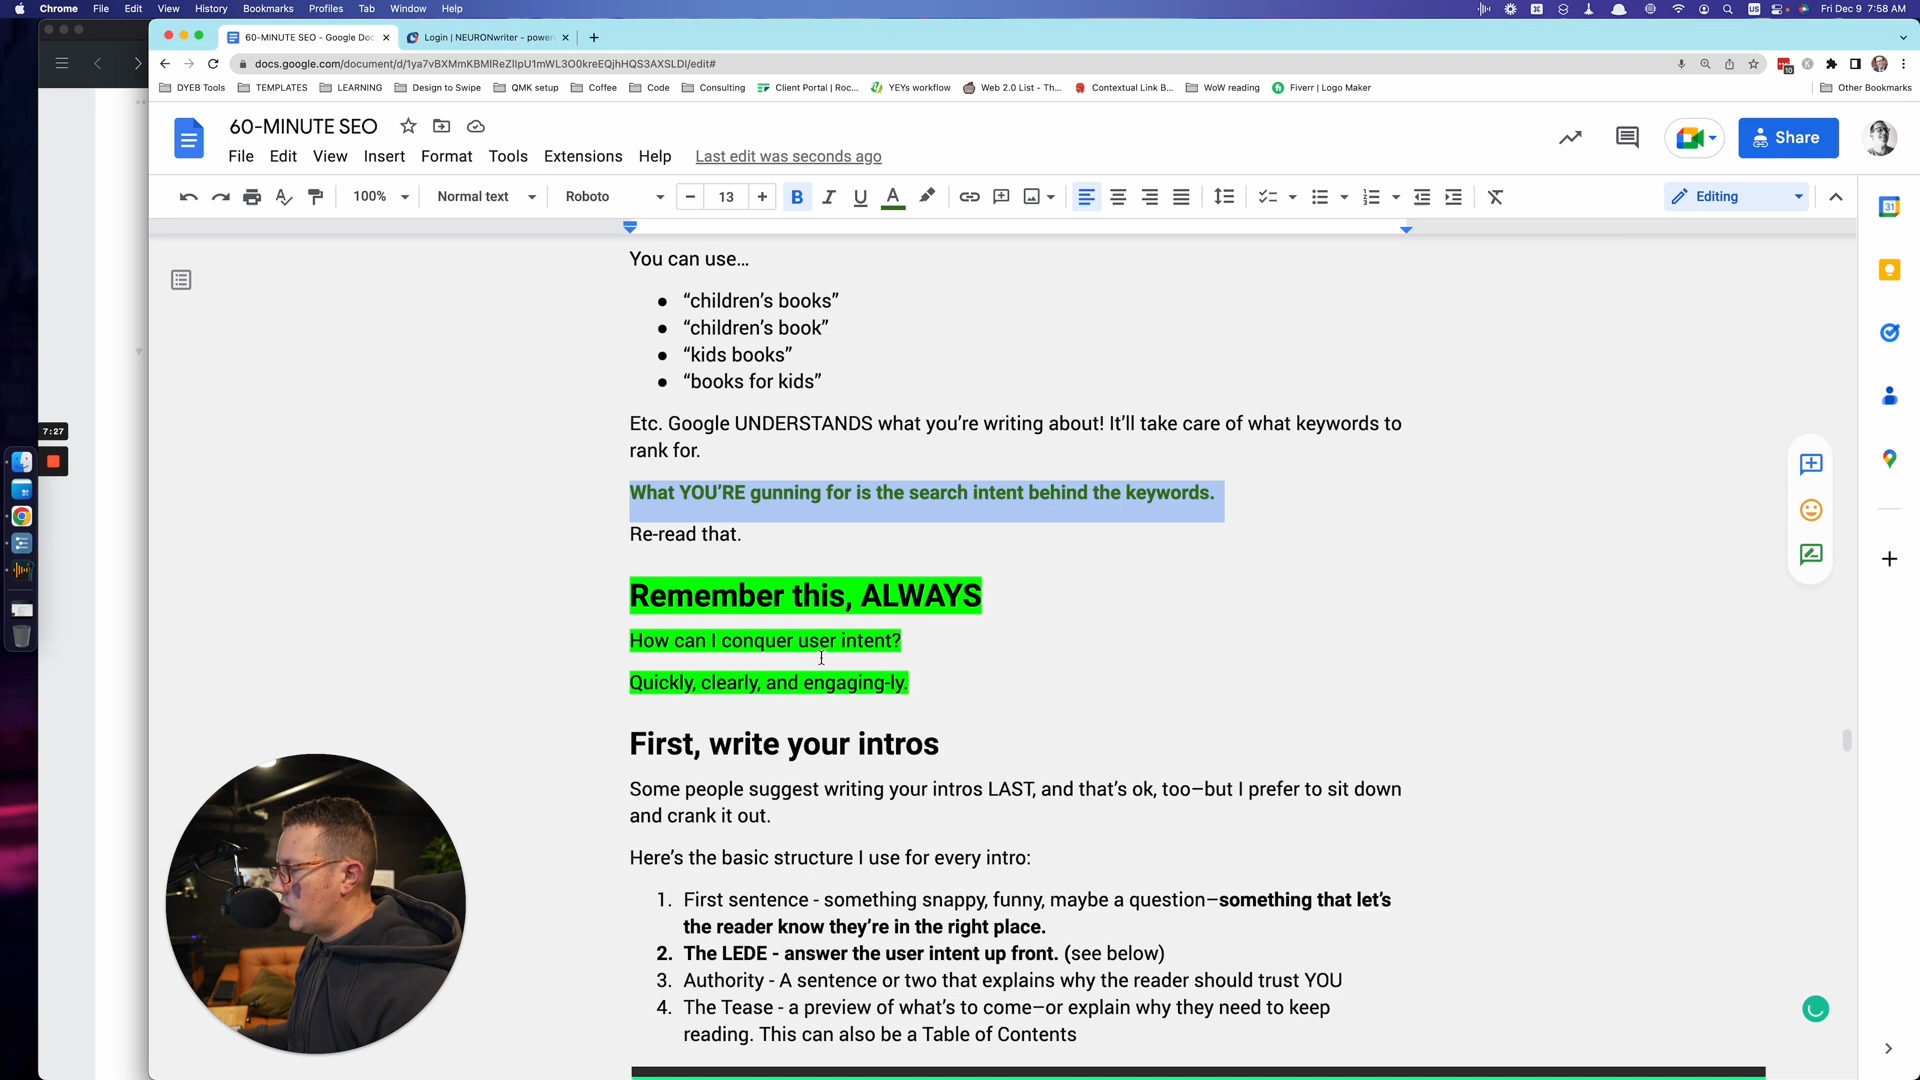 Chrome File Edit View History Bookmarks Profiles Tab Window Help
US Fri Dec 9 7:58 AM
60-MINUTE SEO - Google Doc
Login | NEURONwriter - power
docs.google.com/document/d/1ya7vBXMmKBMlReZIlpU1mWL3O0kreEQjhHQS3AXSLDI/edit#
10
DYEB Tools TEMPLATES LEARNING Design to Swipe QMK setup Coffee Code Consulting Client Portal | Roc... YEYs workflow Web 2.0 List - Th... Contextual Link B... WoW reading Fiverr | Logo Maker Other Bookmarks
60-MINUTE SEO
Share
File Edit View Insert Format Tools Extensions Help Last edit was seconds ago
100% Normal text Roboto 13 B I U A Editing
31
You can use…
● “children’s books”
● “children’s book”
● “kids books”
● “books for kids”
Etc. Google UNDERSTANDS what you’re writing about! It’ll take care of what keywords to
rank for.
7:27
What YOU’RE gunning for is the search intent behind the keywords.
Re-read that.
Remember this, ALWAYS
How can I conquer user intent?
Quickly, clearly, and engaging-ly.
First, write your intros
Some people suggest writing your intros LAST, and that’s ok, too–but I prefer to sit down
and crank it out.
Here’s the basic structure I use for every intro:
1. First sentence - something snappy, funny, maybe a question–something that let’s
the reader know they’re in the right place.
2. The LEDE - answer the user intent up front. (see below)
3. Authority - A sentence or two that explains why the reader should trust YOU
4. The Tease - a preview of what’s to come–or explain why they need to keep
reading. This can also be a Table of Contents